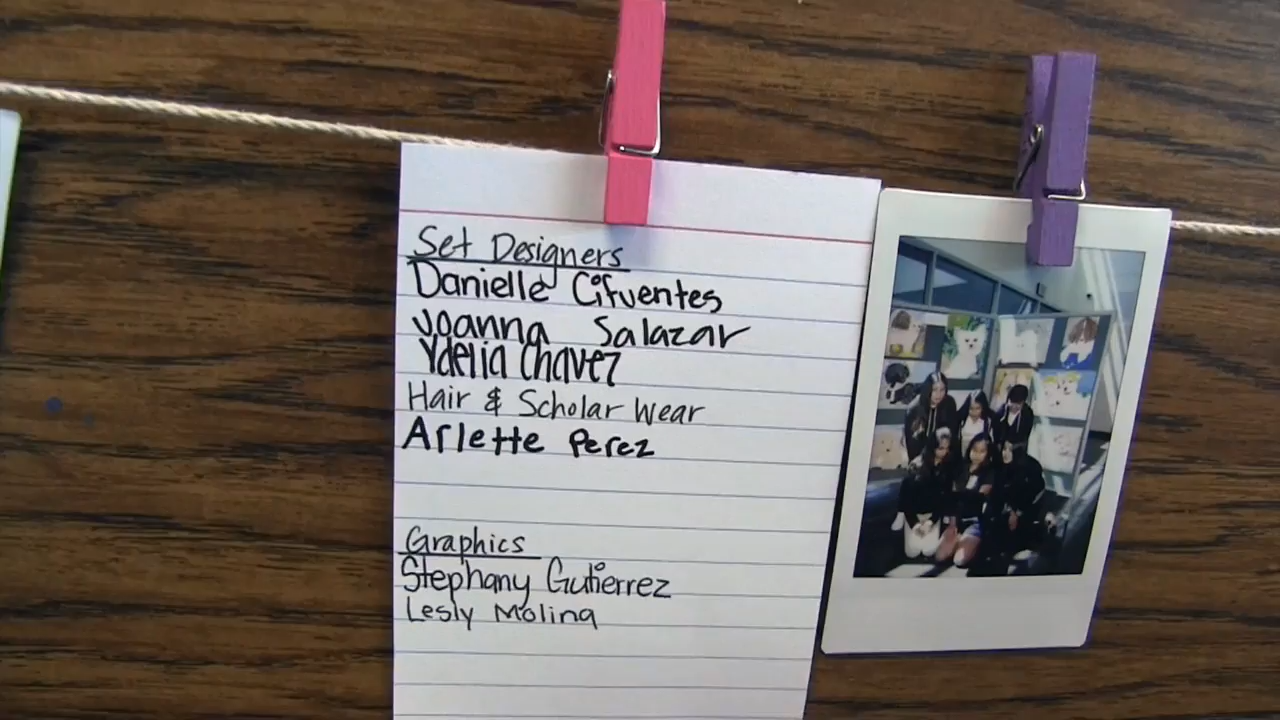 Set Designers
Danielle Cifuentes
Joanna Salazar
Ydelia Chavez
Hair & Scholar Wear
Arlette Perez
Graphics
Stephany Gutierrez
Lesly Molina